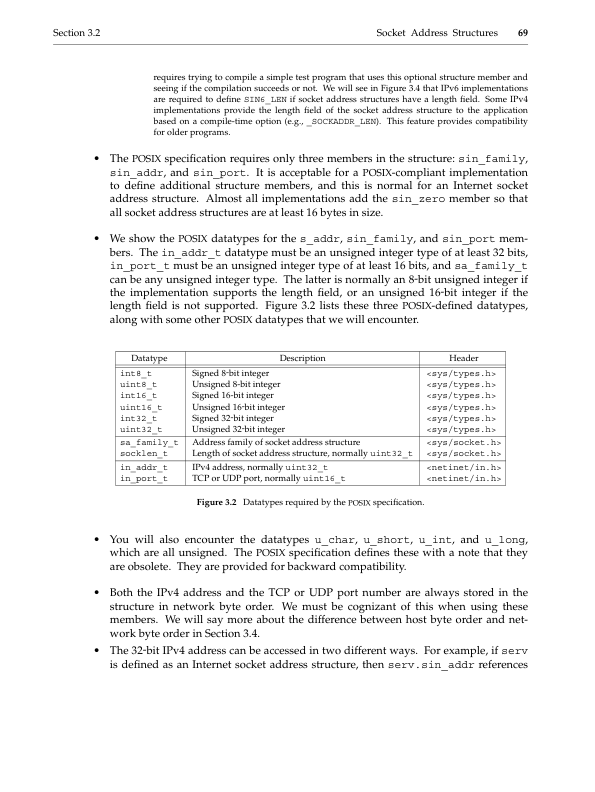 Section 3.2 Socket Address Structures 69
requires trying to compile a simple test program that uses this optional structure member and
seeing if the compilation succeeds or not. We will see in Figure 3.4 that IPv6 implementations
are required to define SIN6_LEN if socket address structures have a length field. Some IPv4
implementations provide the length field of the socket address structure to the application
based on a compile-time option (e.g., _SOCKADDR_LEN). This feature provides compatibility
for older programs.
• The POSIX specification requires only three members in the structure: sin_family,
sin_addr, and sin_port. It is acceptable for a POSIX-compliant implementation
to define additional structure members, and this is normal for an Internet socket
address structure. Almost all implementations add the sin_zero member so that
all socket address structures are at least 16 bytes in size.
• We show the POSIX datatypes for the s_addr, sin_family, and sin_port mem-
bers. The in_addr_t datatype must be an unsigned integer type of at least 32 bits,
in_port_t must be an unsigned integer type of at least 16 bits, and sa_family_t
can be any unsigned integer type. The latter is normally an 8-bit unsigned integer if
the implementation supports the length field, or an unsigned 16-bit integer if the
length field is not supported. Figure 3.2 lists these three POSIX-defined datatypes,
along with some other POSIX datatypes that we will encounter.
Datatype Description Header
int8_t Signed 8-bit integer <sys/types.h>
uint8_t Unsigned 8-bit integer <sys/types.h>
int16_t Signed 16-bit integer <sys/types.h>
uint16_t Unsigned 16-bit integer <sys/types.h>
int32_t Signed 32-bit integer <sys/types.h>
uint32_t Unsigned 32-bit integer <sys/types.h>
sa_family_t Address family of socket address structure <sys/socket.h>
socklen_t Length of socket address structure, normally uint32_t <sys/socket.h>
in_addr_t IPv4 address, normally uint32_t <netinet/in.h>
in_port_t TCP or UDP port, normally uint16_t <netinet/in.h>
Figure 3.2 Datatypes required by the POSIX specification.
• You will also encounter the datatypes u_char, u_short, u_int, and u_long,
which are all unsigned. The POSIX specification defines these with a note that they
are obsolete. They are provided for backward compatibility.
• Both the IPv4 address and the TCP or UDP port number are always stored in the
structure in network byte order. We must be cognizant of this when using these
members. We will say more about the difference between host byte order and net-
work byte order in Section 3.4.
• The 32-bit IPv4 address can be accessed in two different ways. For example, if serv
is defined as an Internet socket address structure, then serv.sin_addr references